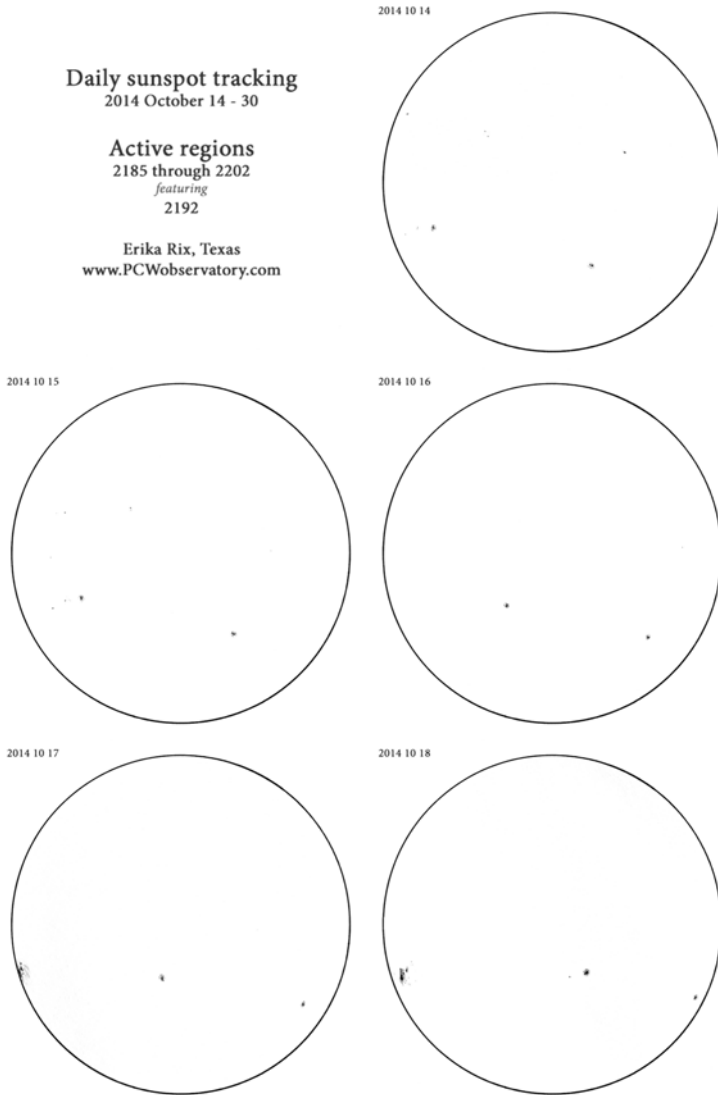 2014 10 14
Daily sunspot tracking
2014 October 14 - 30
Active regions
2185 through 2202
featuring
2192
Erika Rix, Texas
www.PCWobservatory.com
2014 10 15
2014 10 16
2014 10 17
2014 10 18